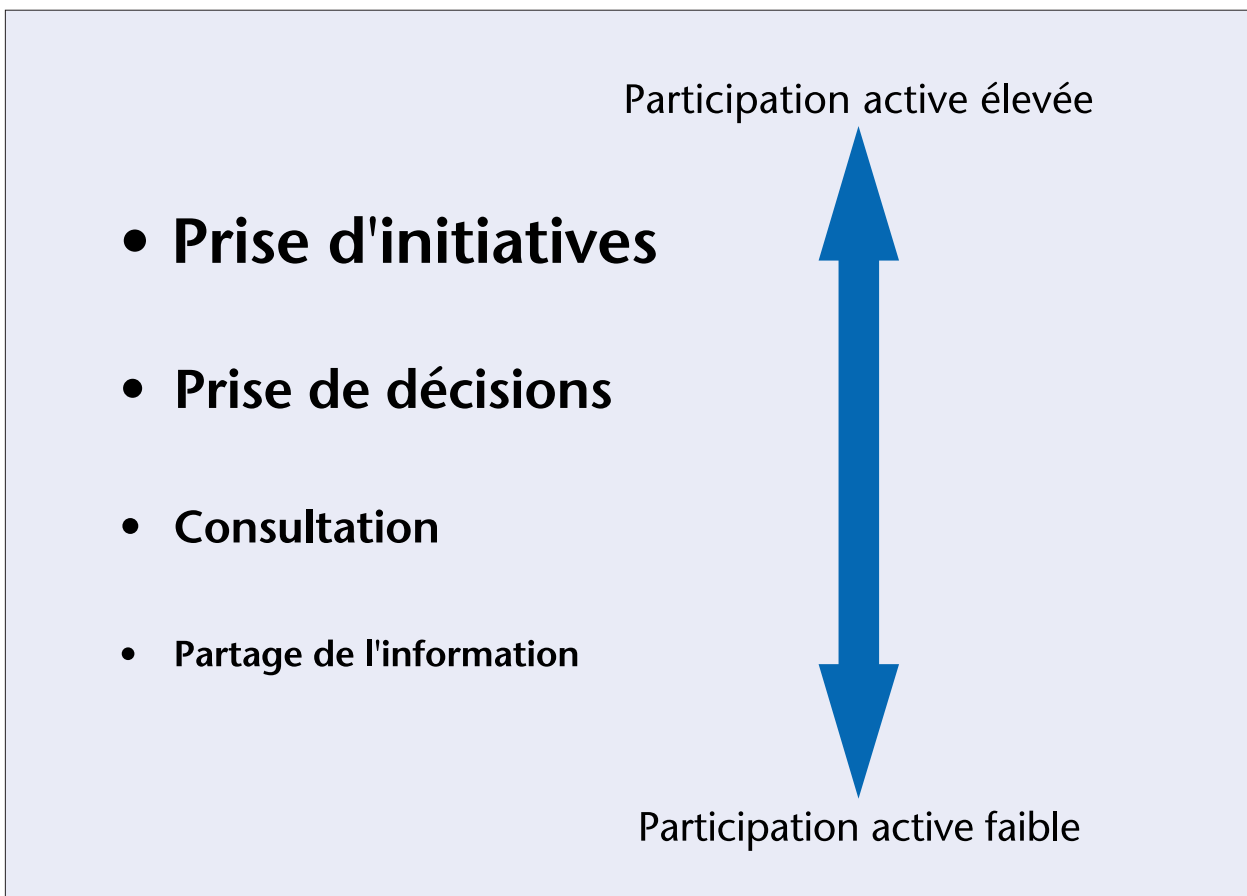 Participation active élevée
• Prise d'initiatives
• Prise de décisions
• Consultation
• Partage de l'information
Participation active faible